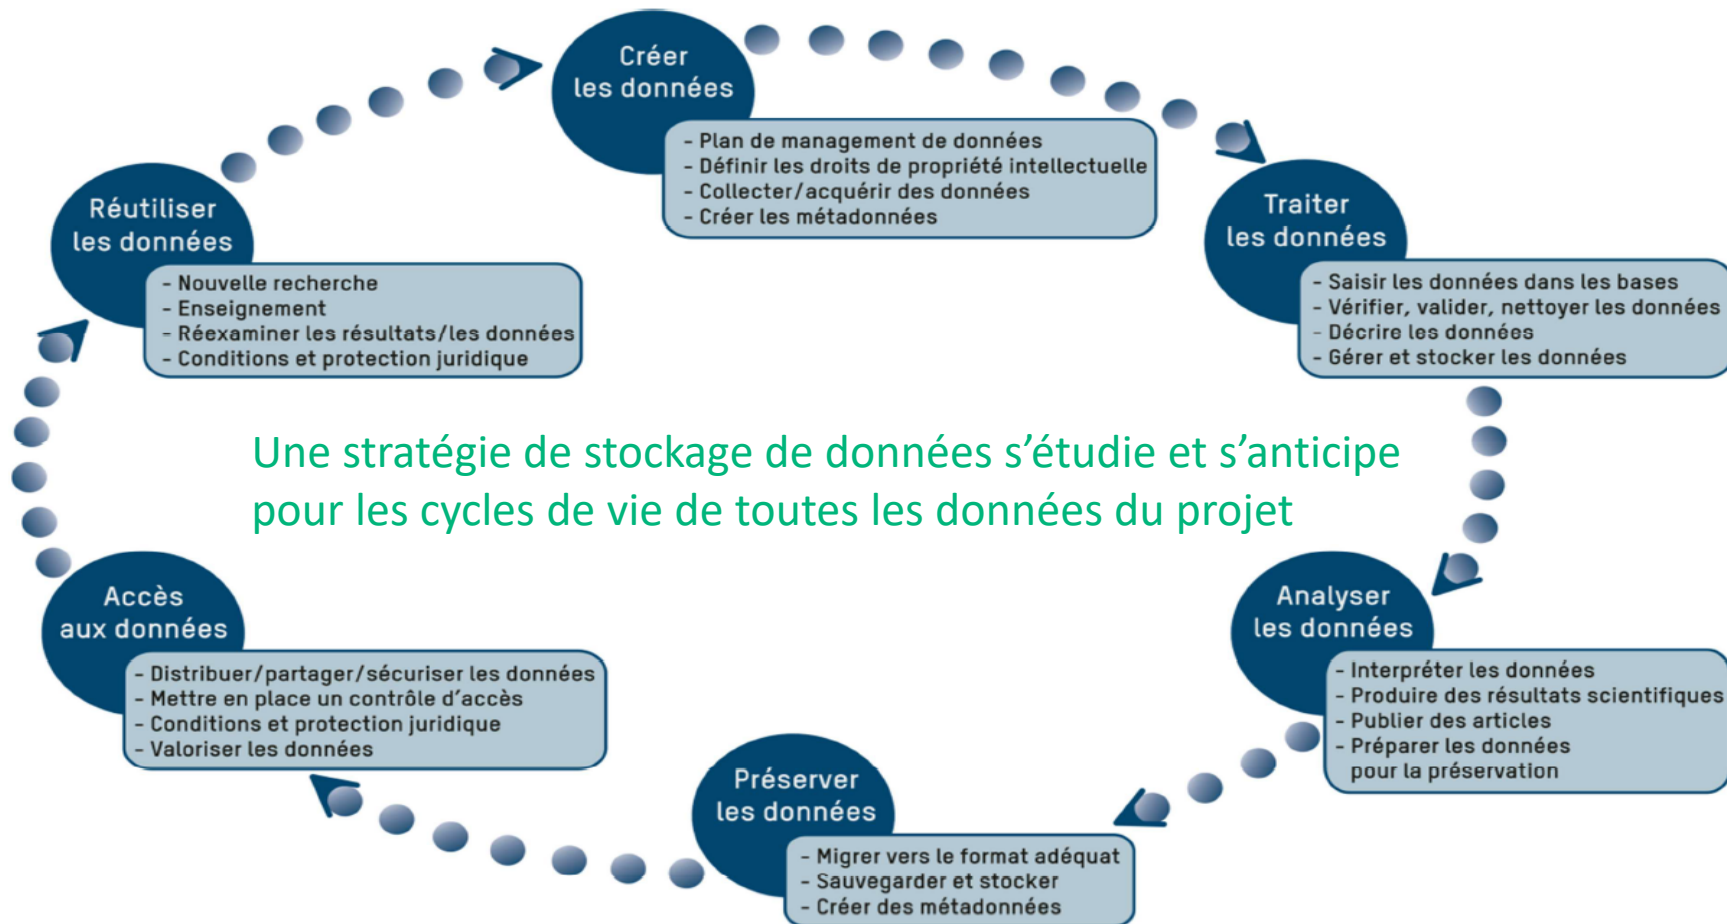 Créer
les données
- Plan de management de données
- Définir les droits de propriété intellectuelle
- Collecter/acquérir des données
- Créer les métadonnées
Traiter
les données
- Saisir les données dans les bases
- Vérifier, valider, nettoyer les données
- Décrire les données
- Gérer et stocker les données
Analyser
les données
- Interpréter les données
- Produire des résultats scientifiques
- Publier des articles
- Préparer les données
pour la préservation
Préserver
les données
- Migrer vers le format adéquat
- Sauvegarder et stocker
- Créer des métadonnées
Accès
aux données
- Distribuer/partager/sécuriser les données
- Mettre en place un contrôle d'accès
- Conditions et protection juridique
- Valoriser les données
Réutiliser
les données
- Nouvelle recherche
- Enseignement
- Réexaminer les résultats/les données
- Conditions et protection juridique
Une stratégie de stockage de données s’étudie et s’anticipe
pour les cycles de vie de toutes les données du projet